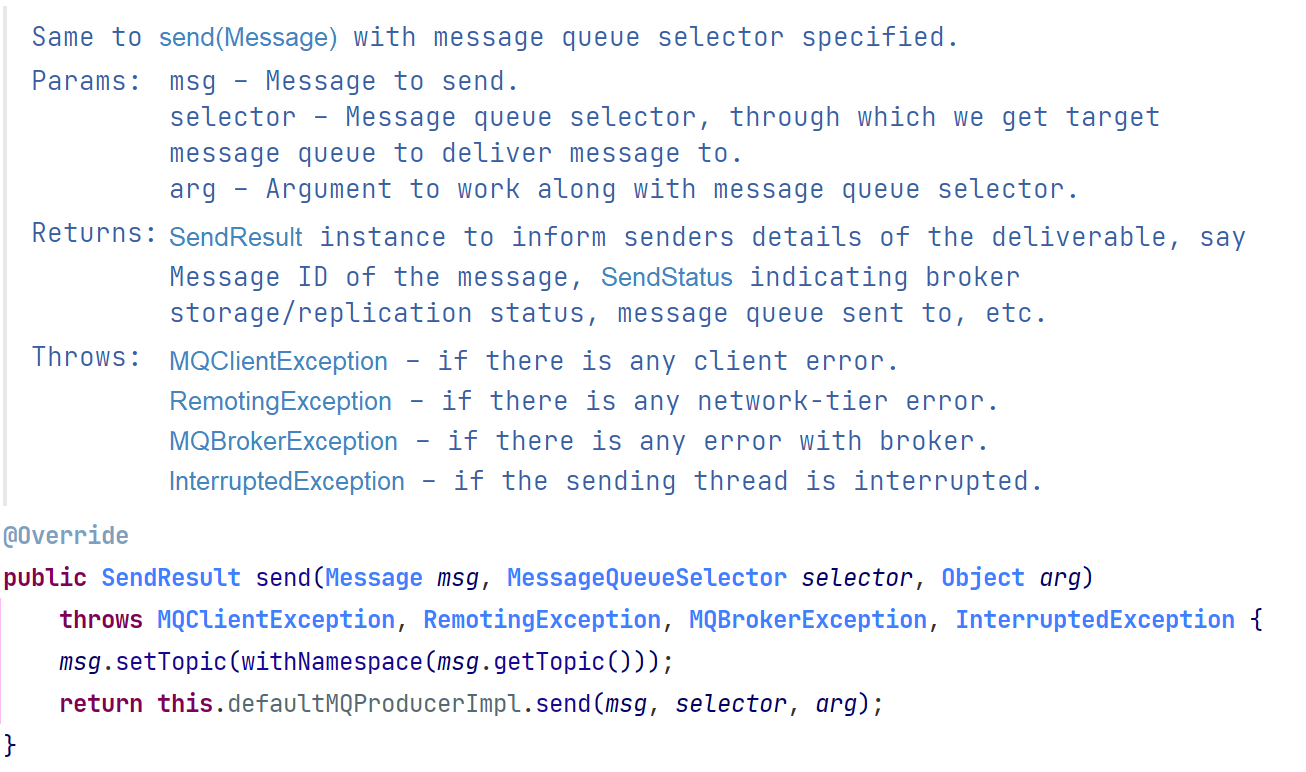 Same to send(Message) with message queue selector specified.
Params: msg – Message to send.
selector – Message queue selector, through which we get target
message queue to deliver message to.
arg – Argument to work along with message queue selector.
Returns: SendResult instance to inform senders details of the deliverable, say
Message ID of the message, SendStatus indicating broker
storage/replication status, message queue sent to, etc.
Throws: MQClientException – if there is any client error.
RemotingException – if there is any network-tier error.
MQBrokerException – if there is any error with broker.
InterruptedException – if the sending thread is interrupted.
@Override
public SendResult send(Message msg, MessageQueueSelector selector, Object arg)
    throws MQClientException, RemotingException, MQBrokerException, InterruptedException {
    msg.setTopic(withNamespace(msg.getTopic()));
    return this.defaultMQProducerImpl.send(msg, selector, arg);
}